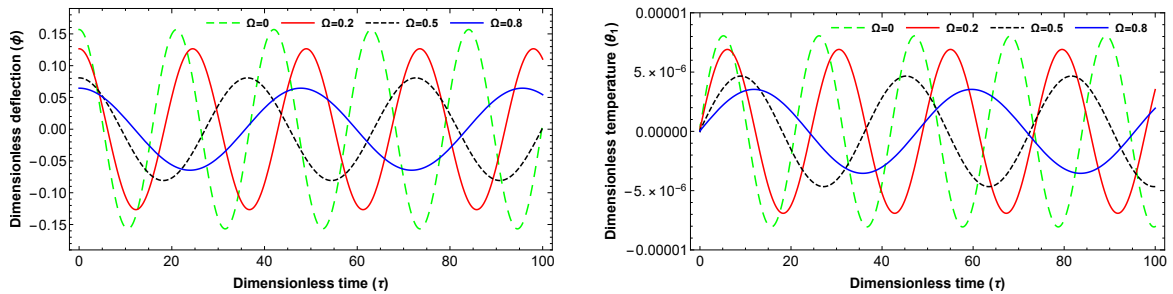 Ω=0 Ω=0.2 Ω=0.5 Ω=0.8
0.15
0.10
0.05
0.00
-0.05
-0.10
-0.15
0 20 40 60 80 100
Dimensionless time (τ)
Dimensionless deflection (ϕ)
0.00001
Ω=0 Ω=0.2 Ω=0.5 Ω=0.8
5.×10⁻⁶
0.00000
-5.×10⁻⁶
-0.00001
0 20 40 60 80 100
Dimensionless time (τ)
Dimensionless temperature (θ₁)